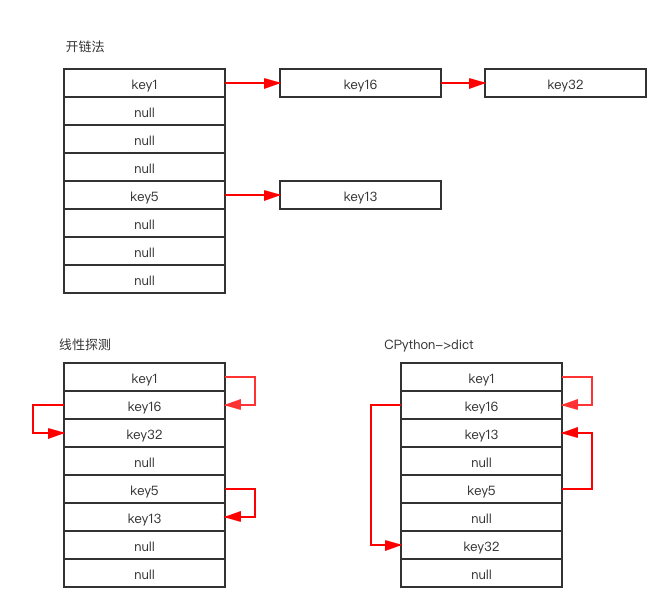 开链法
key1 key16 key32
null
null
null
key5 key13
null
null
null
线性探测
key1
key16
key32
null
key5
key13
null
null
CPython–>dict
key1
key16
key13
null
key5
null
key32
null